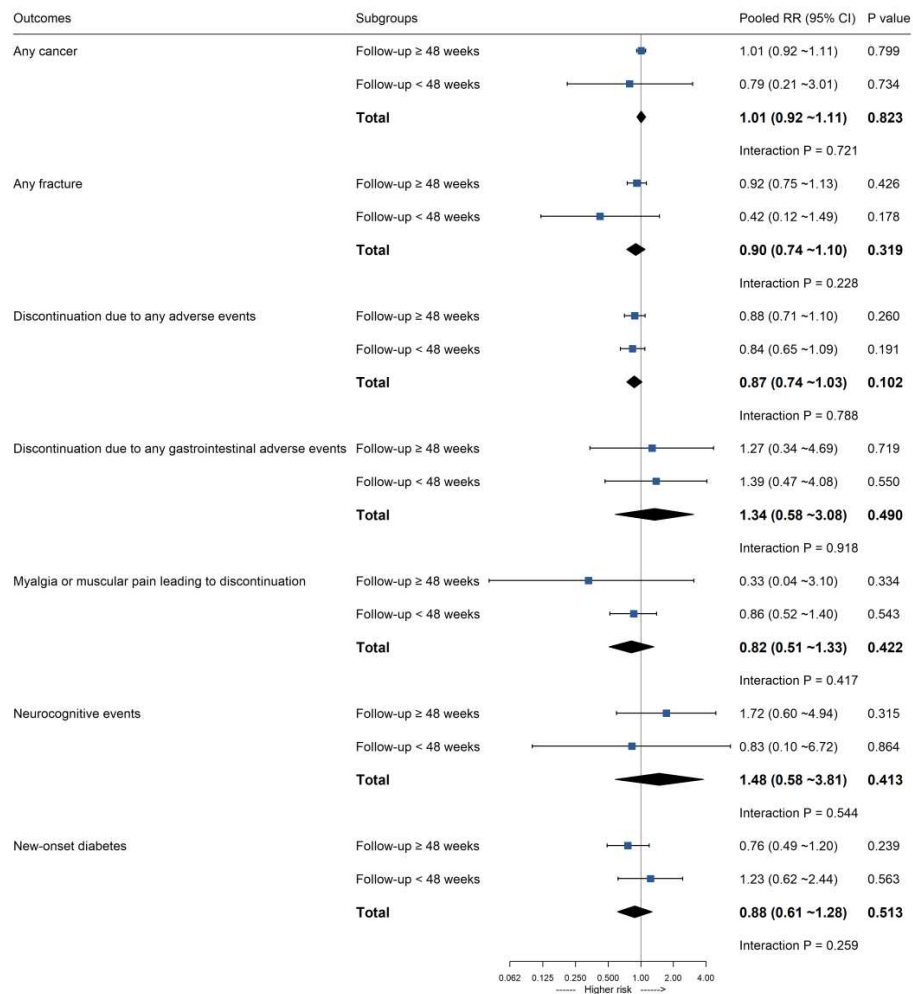 Outcomes Subgroups Pooled RR (95% CI) P value
Any cancer Follow-up ≥ 48 weeks 1.01 (0.92 ~1.11) 0.799
Follow-up < 48 weeks 0.79 (0.21 ~3.01) 0.734
Total 1.01 (0.92 ~1.11) 0.823
Interaction P = 0.721
Any fracture Follow-up ≥ 48 weeks 0.92 (0.75 ~1.13) 0.426
Follow-up < 48 weeks 0.42 (0.12 ~1.49) 0.178
Total 0.90 (0.74 ~1.10) 0.319
Interaction P = 0.228
Discontinuation due to any adverse events Follow-up ≥ 48 weeks 0.88 (0.71 ~1.10) 0.260
Follow-up < 48 weeks 0.84 (0.65 ~1.09) 0.191
Total 0.87 (0.74 ~1.03) 0.102
Interaction P = 0.788
Discontinuation due to any gastrointestinal adverse events Follow-up ≥ 48 weeks 1.27 (0.34 ~4.69) 0.719
Follow-up < 48 weeks 1.39 (0.47 ~4.08) 0.550
Total 1.34 (0.58 ~3.08) 0.490
Interaction P = 0.918
Myalgia or muscular pain leading to discontinuation Follow-up ≥ 48 weeks 0.33 (0.04 ~3.10) 0.334
Follow-up < 48 weeks 0.86 (0.52 ~1.40) 0.543
Total 0.82 (0.51 ~1.33) 0.422
Interaction P = 0.417
Neurocognitive events Follow-up ≥ 48 weeks 1.72 (0.60 ~4.94) 0.315
Follow-up < 48 weeks 0.83 (0.10 ~6.72) 0.864
Total 1.48 (0.58 ~3.81) 0.413
Interaction P = 0.544
New-onset diabetes Follow-up ≥ 48 weeks 0.76 (0.49 ~1.20) 0.239
Follow-up < 48 weeks 1.23 (0.62 ~2.44) 0.563
Total 0.88 (0.61 ~1.28) 0.513
Interaction P = 0.259
0.062 0.125 0.250 0.500 1.00 2.00 4.00
------ Higher risk ------>